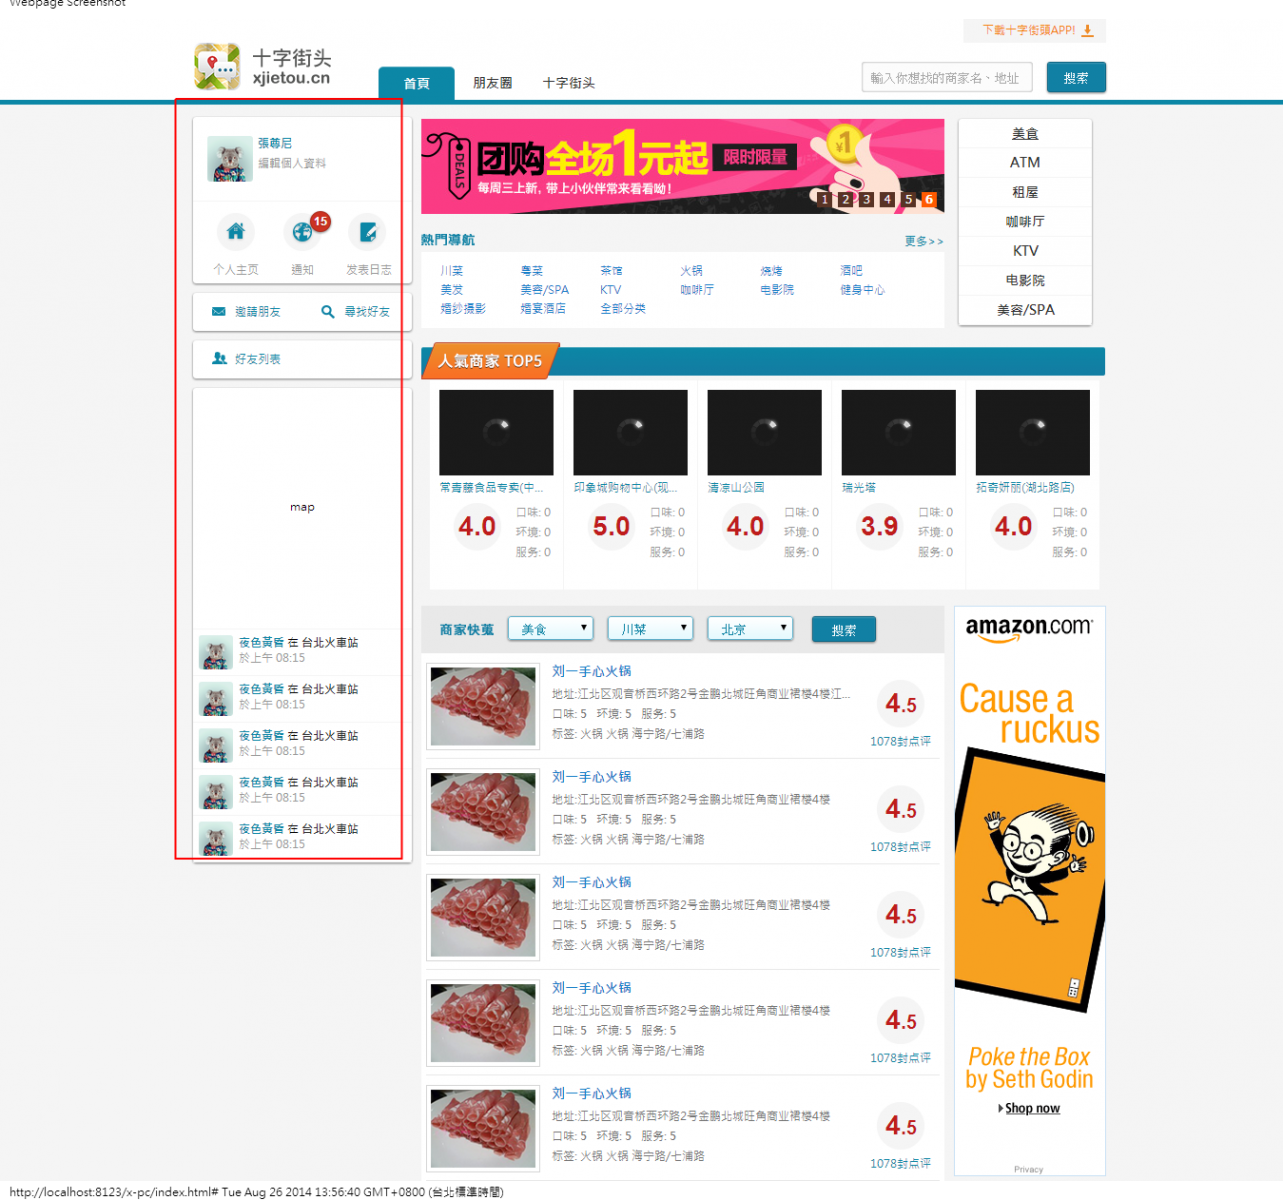 Webpage Screenshot
下載十字街頭APP!
十字街头
xjietou.cn
首頁
朋友圈
十字街头
輸入你想找的商家名、地址
搜索
張尊尼
編輯個人資料
15
个人主页
通知
发表日志
邀請朋友
尋找好友
好友列表
map
夜色黃昏 在 台北火車站
於上午 08:15
夜色黃昏 在 台北火車站
於上午 08:15
夜色黃昏 在 台北火車站
於上午 08:15
夜色黃昏 在 台北火車站
於上午 08:15
夜色黃昏 在 台北火車站
於上午 08:15
DEALS
团购全场1元起 限时限量
每周三上新, 带上小伙伴常来看看呦!
¥1
1 2 3 4 5 6
熱門導航
更多>>
川菜 粤菜 茶馆 火锅 烧烤 酒吧
美发 美容/SPA KTV 咖啡厅 电影院 健身中心
婚纱摄影 婚宴酒店 全部分类
美食
ATM
租屋
咖啡厅
KTV
电影院
美容/SPA
人氣商家 TOP5
常青藤食品专卖(中...
4.0
口味: 0
环境: 0
服务: 0
印象城购物中心(现...
5.0
口味: 0
环境: 0
服务: 0
清凉山公园
4.0
口味: 0
环境: 0
服务: 0
瑞光塔
3.9
口味: 0
环境: 0
服务: 0
拓奇妍丽(湖北路店)
4.0
口味: 0
环境: 0
服务: 0
商家快蒐
美食
川菜
北京
搜索
刘一手心火锅
地址:江北区观音桥西环路2号金鹏北城旺角商业裙楼4楼江...
口味: 5 环境: 5 服务: 5
标签: 火锅 火锅 海宁路/七浦路
4.5
1078封点评
刘一手心火锅
地址:江北区观音桥西环路2号金鹏北城旺角商业裙楼4楼
口味: 5 环境: 5 服务: 5
标签: 火锅 火锅 海宁路/七浦路
4.5
1078封点评
刘一手心火锅
地址:江北区观音桥西环路2号金鹏北城旺角商业裙楼4楼
口味: 5 环境: 5 服务: 5
标签: 火锅 火锅 海宁路/七浦路
4.5
1078封点评
刘一手心火锅
地址:江北区观音桥西环路2号金鹏北城旺角商业裙楼4楼
口味: 5 环境: 5 服务: 5
标签: 火锅 火锅 海宁路/七浦路
4.5
1078封点评
刘一手心火锅
地址:江北区观音桥西环路2号金鹏北城旺角商业裙楼4楼
口味: 5 环境: 5 服务: 5
标签: 火锅 火锅 海宁路/七浦路
4.5
1078封点评
amazon.com
Cause a
ruckus
Poke the Box
by Seth Godin
Shop now
Privacy
http://localhost:8123/x-pc/index.html# Tue Aug 26 2014 13:56:40 GMT+0800 (台北標準時間)